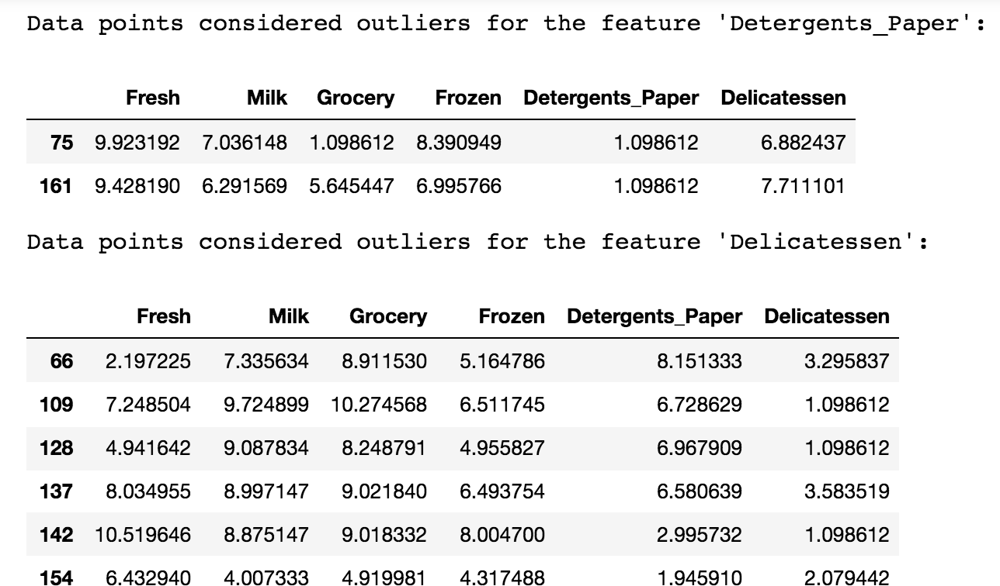 Data points considered outliers for the feature 'Detergents_Paper':
Fresh Milk Grocery Frozen Detergents_Paper Delicatessen
75 9.923192 7.036148 1.098612 8.390949 1.098612 6.882437
161 9.428190 6.291569 5.645447 6.995766 1.098612 7.711101
Data points considered outliers for the feature 'Delicatessen':
Fresh Milk Grocery Frozen Detergents_Paper Delicatessen
66 2.197225 7.335634 8.911530 5.164786 8.151333 3.295837
109 7.248504 9.724899 10.274568 6.511745 6.728629 1.098612
128 4.941642 9.087834 8.248791 4.955827 6.967909 1.098612
137 8.034955 8.997147 9.021840 6.493754 6.580639 3.583519
142 10.519646 8.875147 9.018332 8.004700 2.995732 1.098612
154 6.432940 4.007333 4.919981 4.317488 1.945910 2.079442